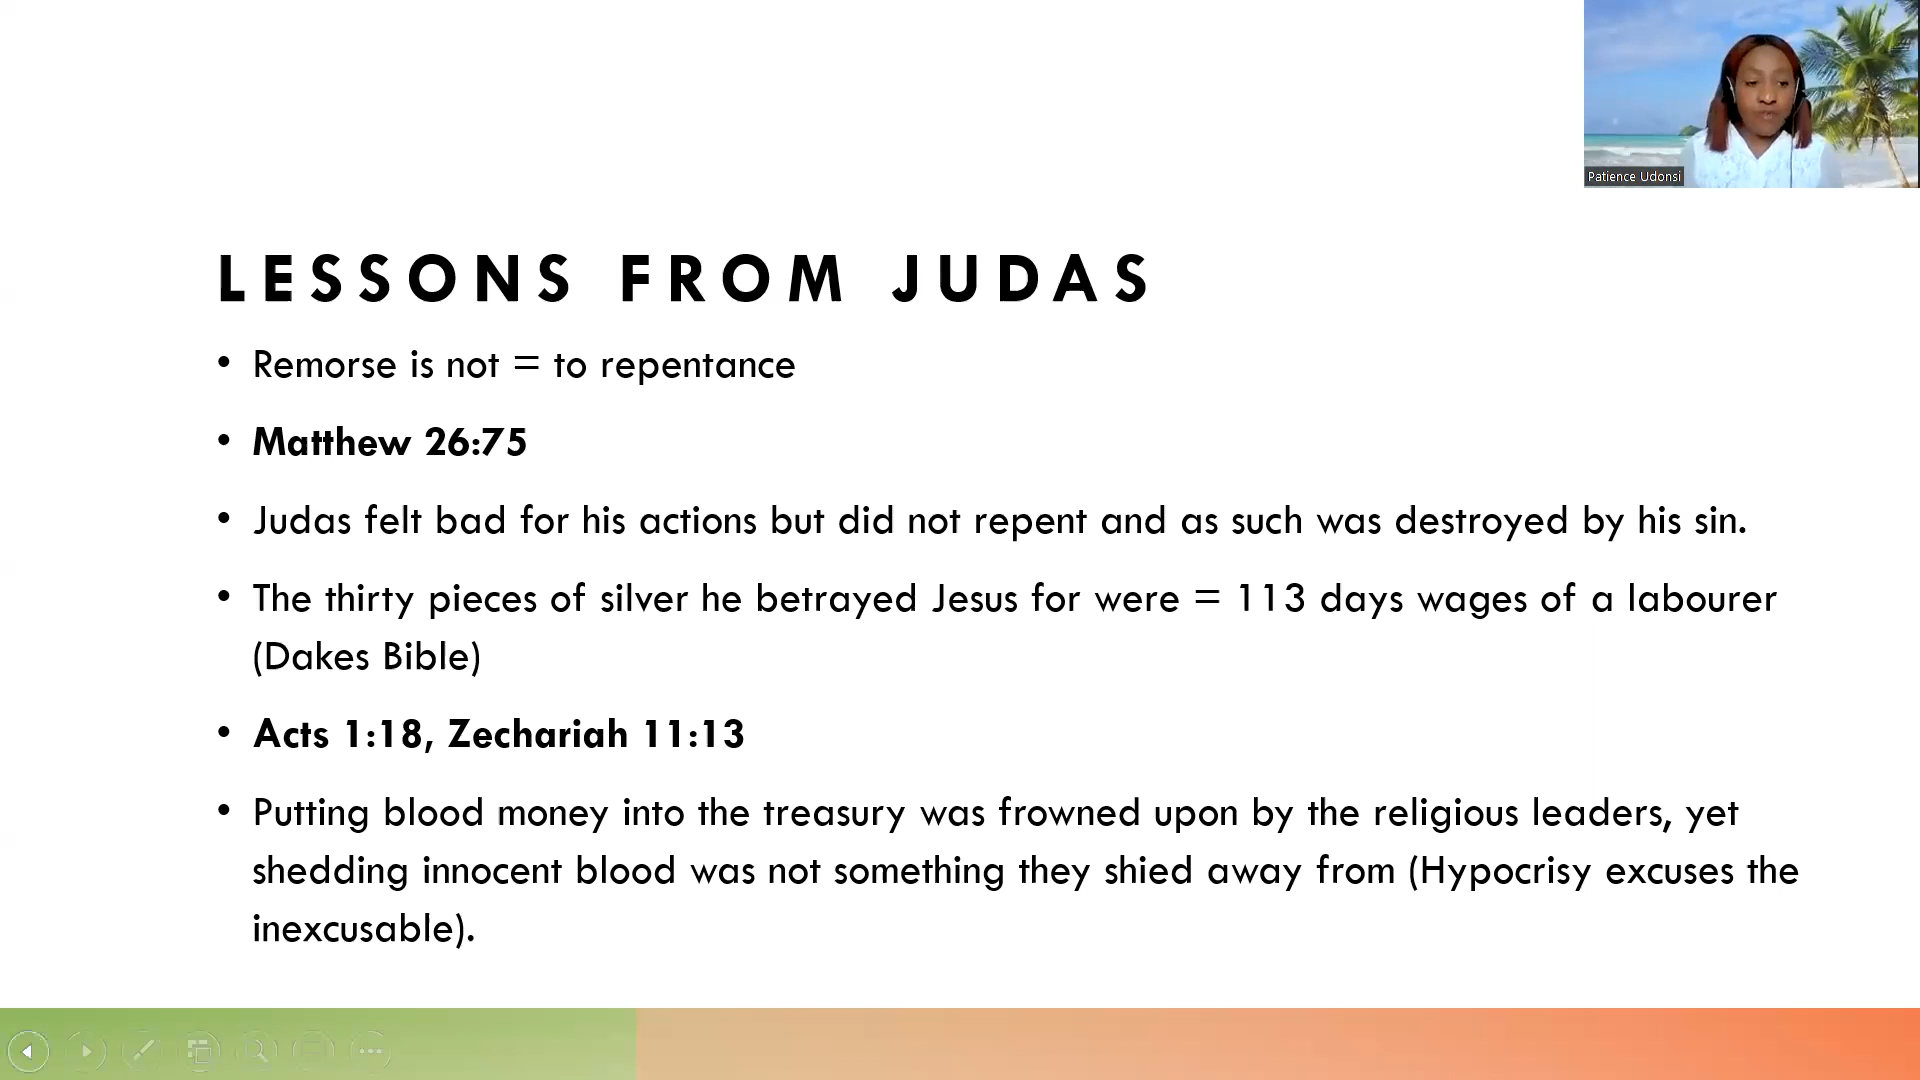 Patience Udonsi
LESSONS FROM JUDAS
• Remorse is not = to repentance
• Matthew 26:75
• Judas felt bad for his actions but did not repent and as such was destroyed by his sin.
• The thirty pieces of silver he betrayed Jesus for were = 113 days wages of a labourer
(Dakes Bible)
• Acts 1:18, Zechariah 11:13
• Putting blood money into the treasury was frowned upon by the religious leaders, yet
shedding innocent blood was not something they shied away from (Hypocrisy excuses the
inexcusable).